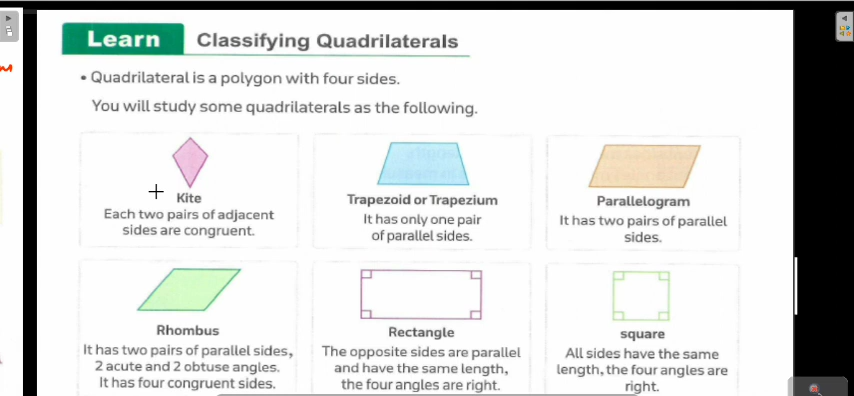 Learn Classifying Quadrilaterals
• Quadrilateral is a polygon with four sides.
You will study some quadrilaterals as the following.
Kite
Each two pairs of adjacent
sides are congruent.
Trapezoid or Trapezium
It has only one pair
of parallel sides.
Parallelogram
It has two pairs of parallel
sides.
Rhombus
It has two pairs of parallel sides,
2 acute and 2 obtuse angles.
It has four congruent sides.
Rectangle
The opposite sides are parallel
and have the same length,
the four angles are right.
square
All sides have the same
length, the four angles are
right.